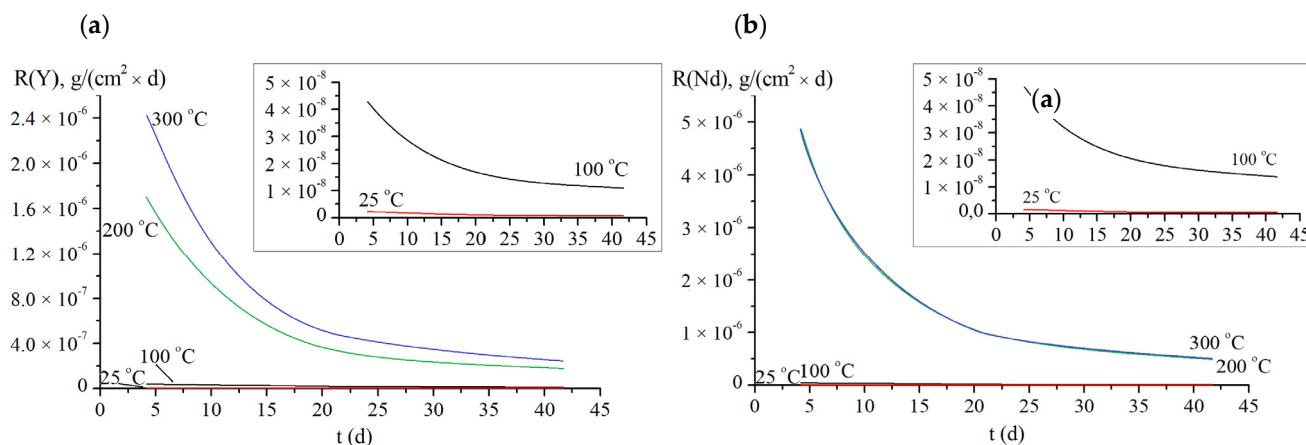 (a)
R(Y), g/(cm² × d)
2.4 × 10⁻⁶
2.0 × 10⁻⁶
1.6 × 10⁻⁶
1.2 × 10⁻⁶
8.0 × 10⁻⁷
4.0 × 10⁻⁷
0
300 °C
200 °C
100 °C
25 °C
0 5 10 15 20 25 30 35 40 45
t (d)
5 × 10⁻⁸
4 × 10⁻⁸
3 × 10⁻⁸
2 × 10⁻⁸
1 × 10⁻⁸
0
100 °C
25 °C
0 5 10 15 20 25 30 35 40 45
(b)
R(Nd), g/(cm² × d)
5 × 10⁻⁶
4 × 10⁻⁶
3 × 10⁻⁶
2 × 10⁻⁶
1 × 10⁻⁶
0
300 °C
200 °C
25 °C
100 °C
0 5 10 15 20 25 30 35 40 45
t (d)
5 × 10⁻⁸
(a)
4 × 10⁻⁸
3 × 10⁻⁸
2 × 10⁻⁸
1 × 10⁻⁸
0,0
100 °C
25 °C
0 5 10 15 20 25 30 35 40 45